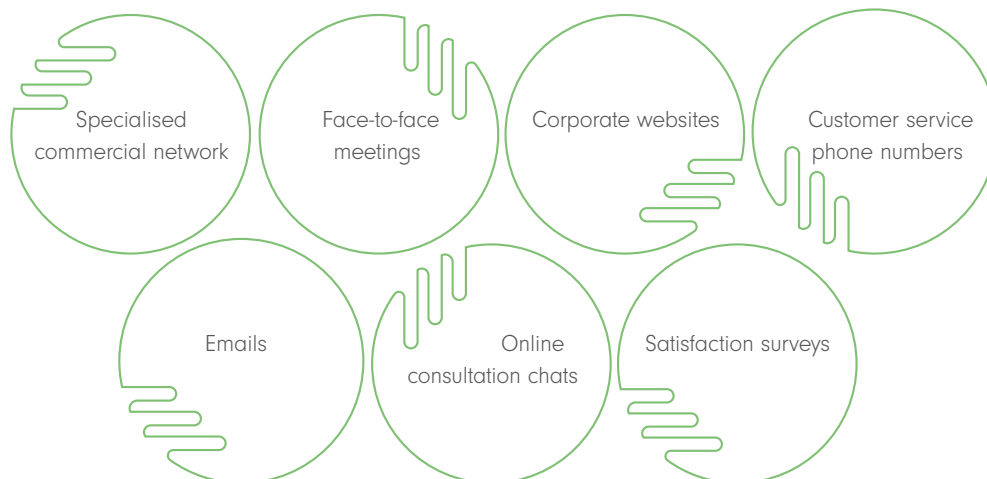 Specialised
commercial network
Face-to-face
meetings
Corporate websites
Customer service
phone numbers
Emails
Online
consultation chats
Satisfaction surveys